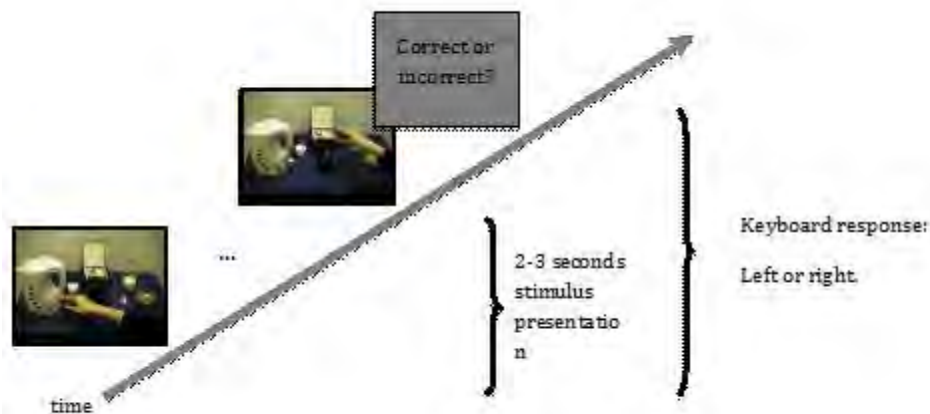 Correct or
incorrect?
...
2-3 seconds
stimulus
presentatio
n
Keyboard response:
Left or right.
time